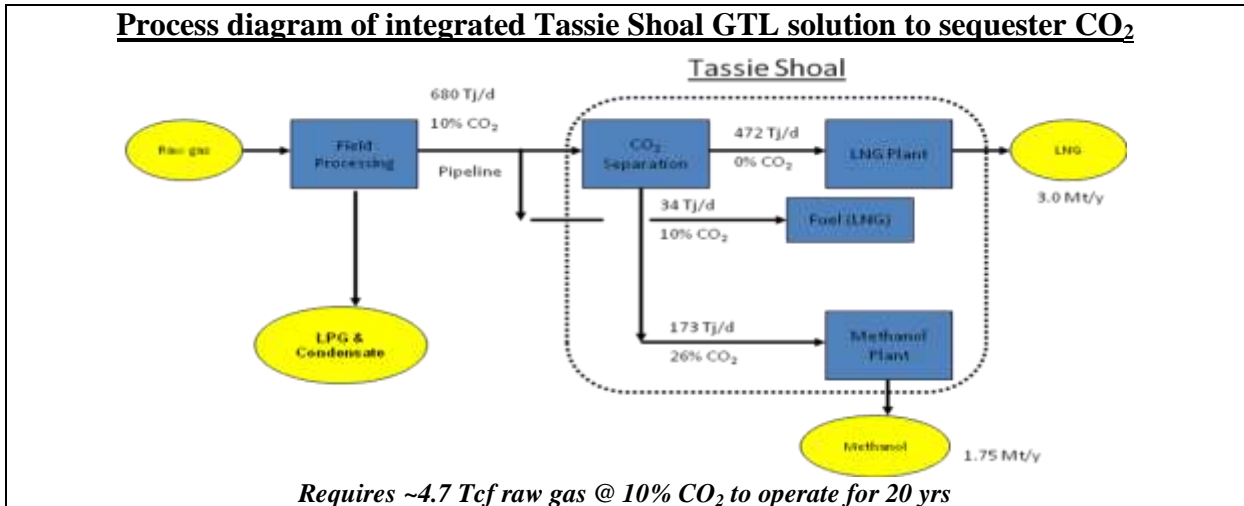 Process diagram of integrated Tassie Shoal GTL solution to sequester CO₂
Tassie Shoal
680 Tj/d
10% CO₂
Pipeline
Raw gas
Field
Processing
CO₂
Separation
472 Tj/d
0% CO₂
LNG Plant
LNG
3.0 Mt/y
34 Tj/d
10% CO₂
Fuel (LNG)
LPG &
Condensate
173 Tj/d
26% CO₂
Methanol
Plant
Methanol
1.75 Mt/y
Requires ~4.7 Tcf raw gas @ 10% CO₂ to operate for 20 yrs